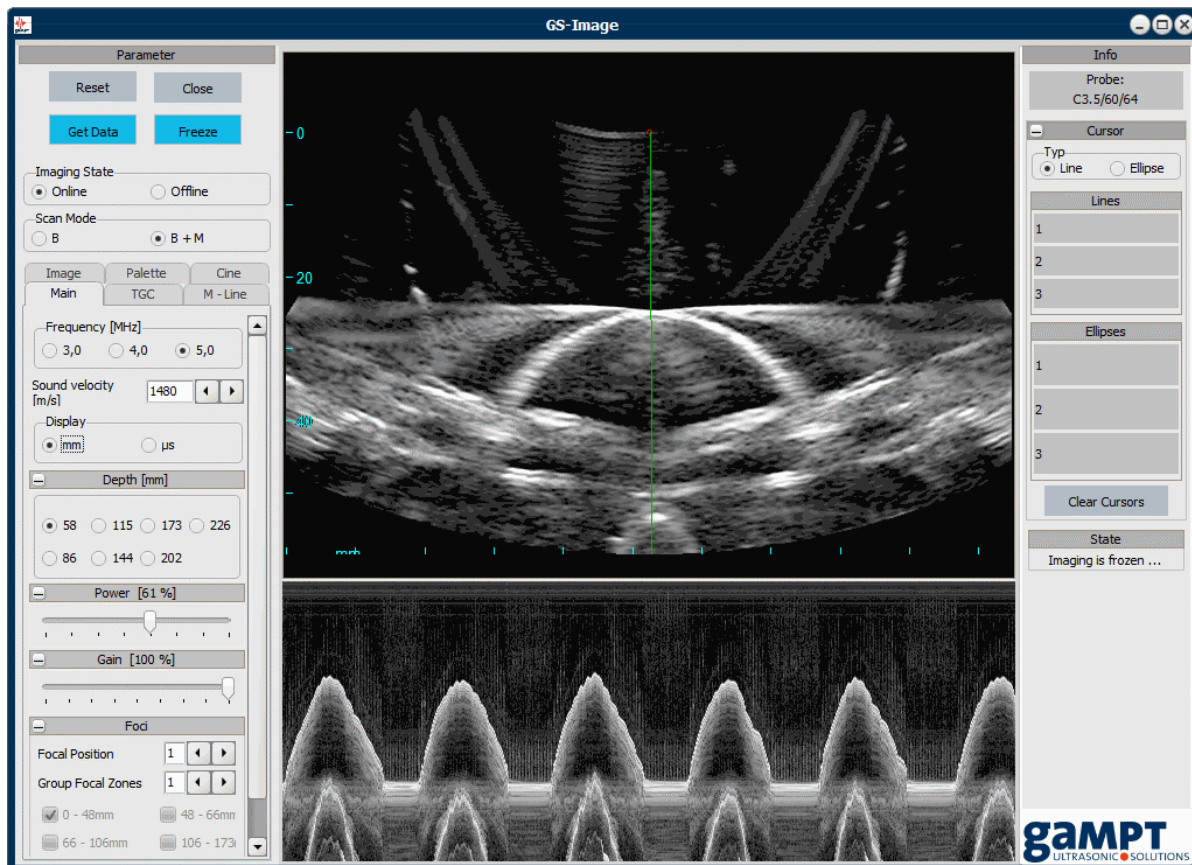 GS-Image
Parameter
Reset Close
Get Data Freeze
Imaging State
Online Offline
Scan Mode
B B + M
Image Palette Cine
Main TGC M - Line
Frequency [MHz]
3,0 4,0 5,0
Sound velocity
[m/s] 1480
Display
mm µs
Depth [mm]
58 115 173 226
86 144 202
Power [61 %]
Gain [100 %]
Foci
Focal Position 1
Group Focal Zones 1
0 - 48mm 48 - 66mm
66 - 106mm 106 - 173
0
20
40
mm
Info
Probe:
C3.5/60/64
Cursor
Typ
Line Ellipse
Lines
1
2
3
Ellipses
1
2
3
Clear Cursors
State
Imaging is frozen ...
gaMPT
ULTRASONIC SOLUTIONS